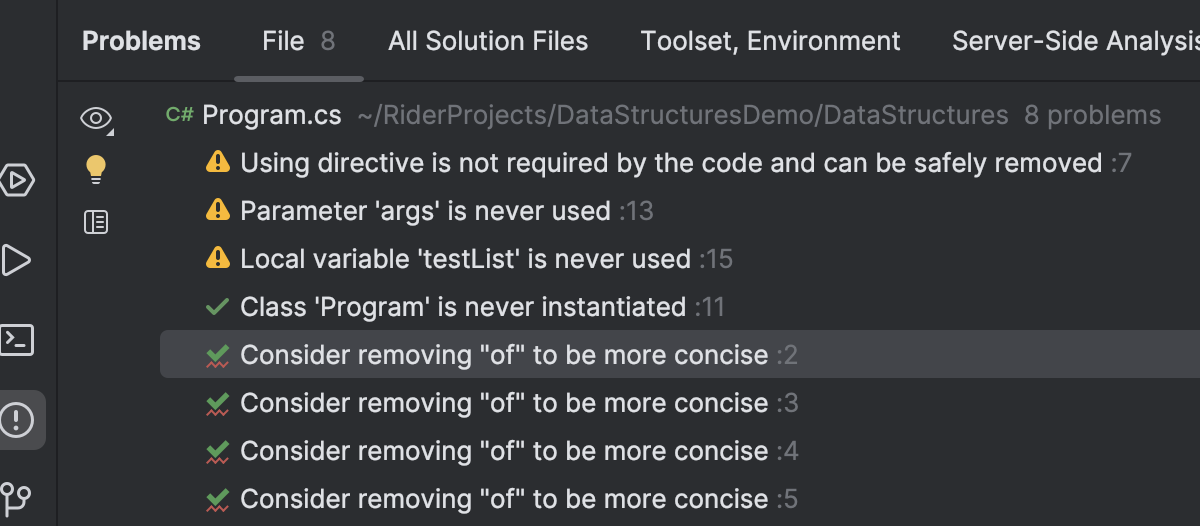 Problems File 8 All Solution Files Toolset, Environment Server-Side Analysis
C# Program.cs ~/RiderProjects/DataStructuresDemo/DataStructures 8 problems
Using directive is not required by the code and can be safely removed :7
Parameter 'args' is never used :13
Local variable 'testList' is never used :15
Class 'Program' is never instantiated :11
Consider removing "of" to be more concise :2
Consider removing "of" to be more concise :3
Consider removing "of" to be more concise :4
Consider removing "of" to be more concise :5